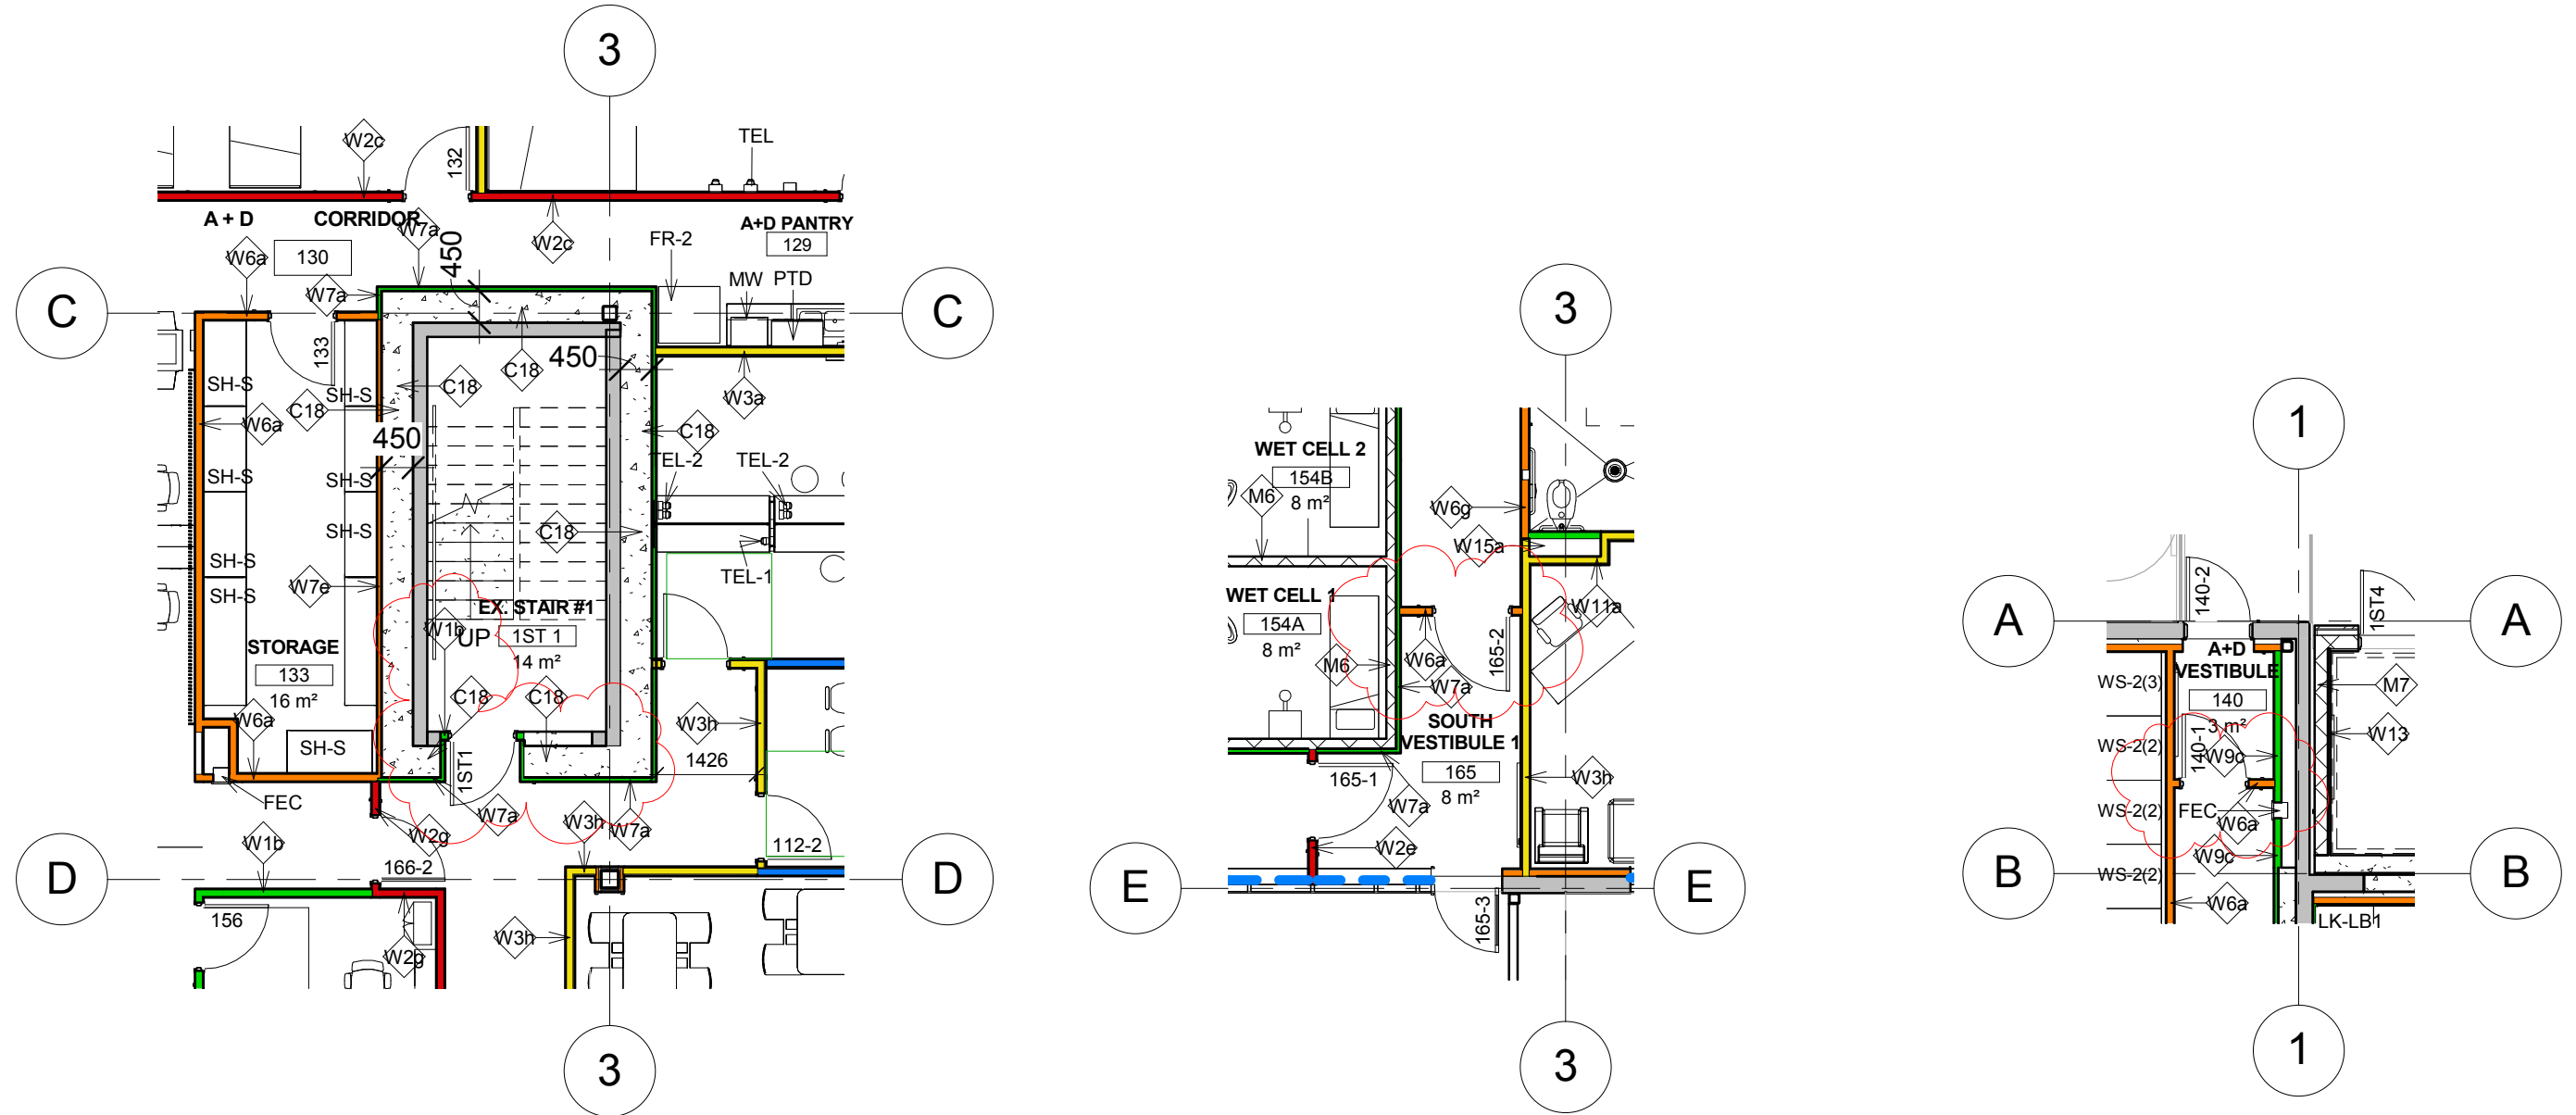 3
W2c
132
TEL
A + D
CORRIDOR
W7a
450
W2c
A+D PANTRY
129
FR-2
W6a
130
W7a
MW
PTD
C
C
133
450
C18
C18
W3a
SH-S
SH-S
C18
W6a
450
C18
SH-S
SH-S
TEL-2
TEL-2
SH-S
C18
SH-S
W7e
TEL-1
SH-S
EX. STAIR #1
W1b
UP
1ST 1
14 m²
STORAGE
133
16 m²
C18
C18
W6a
W3h
SH-S
1ST1
1426
FEC
W7a
W3h
W7a
W2g
W1b
112-2
166-2
D
D
156
W3h
W2g
3
3
WET CELL 2
154B
8 m²
M6
W6g
W15a
WET CELL 1
154A
8 m²
W11a
M6
W6a
165-2
W7a
SOUTH
VESTIBULE 1
165
8 m²
165-1
W3h
W7a
W2e
E
E
165-3
3
1
140-2
1ST4
A
A
A+D
VESTIBULE
WS-2(3)
140
3 m²
M7
WS-2(2)
140-1
W9c
W13
WS-2(2)
FEC
W6a
W9c
WS-2(2)
B
B
W6a
LK-LB1
1